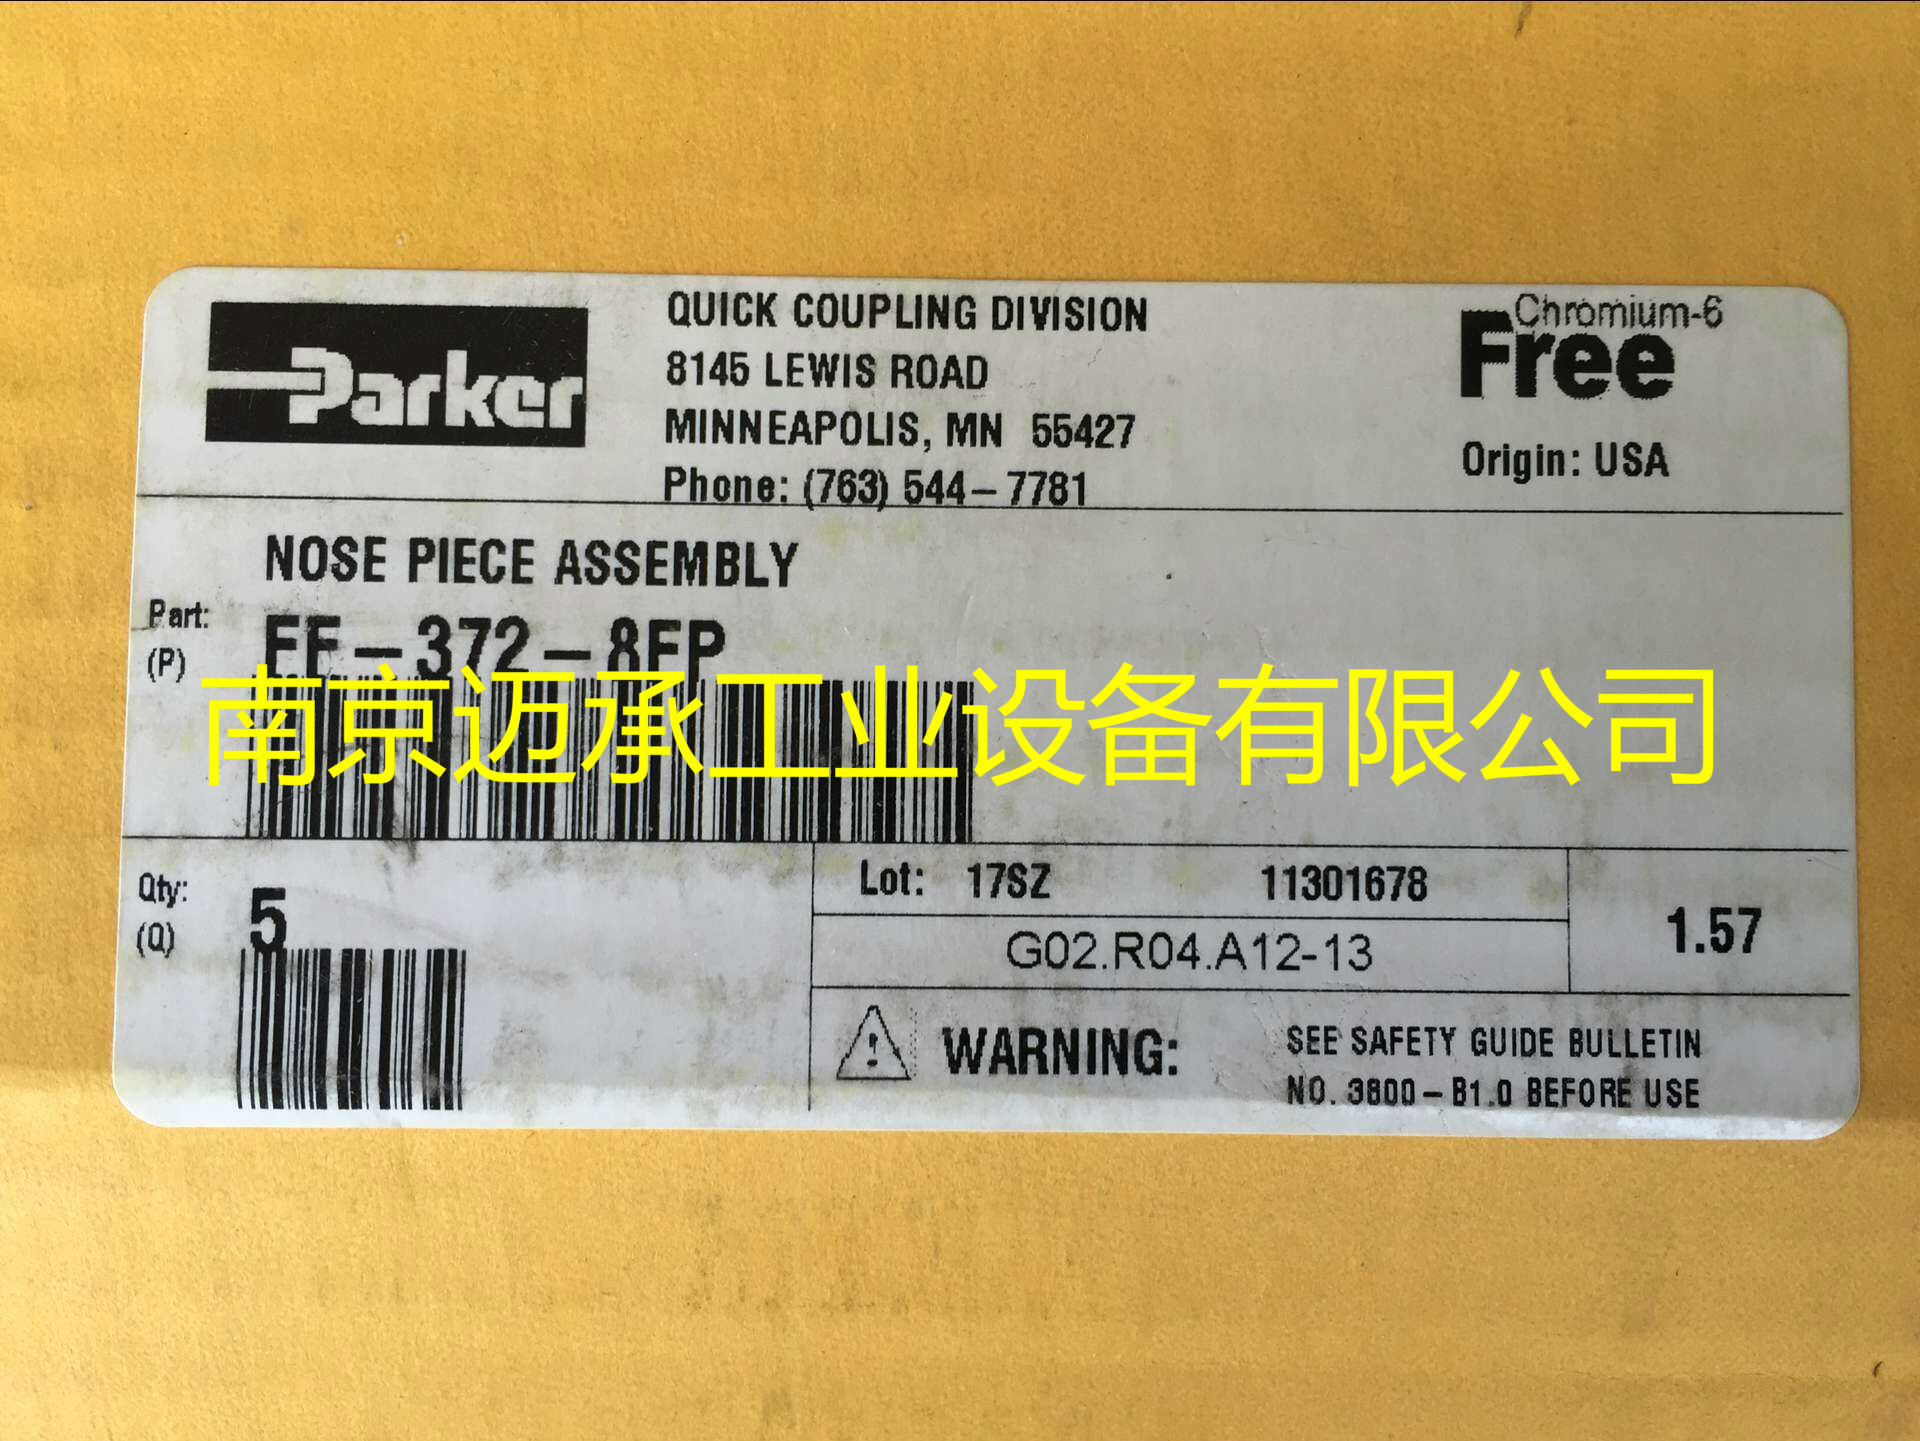 Parker
QUICK COUPLING DIVISION
8145 LEWIS ROAD
MINNEAPOLIS, MN 55427
Phone: (763) 544-7781
Chromium-6
Free
Origin: USA
NOSE PIECE ASSEMBLY
Part:
(P)
FF-372-8FP
南京迈承工业设备有限公司
Qty:
(Q)
5
Lot: 17SZ 11301678
G02.R04.A12-13
1.57
WARNING:
SEE SAFETY GUIDE BULLETIN
NO. 3800-B1.0 BEFORE USE